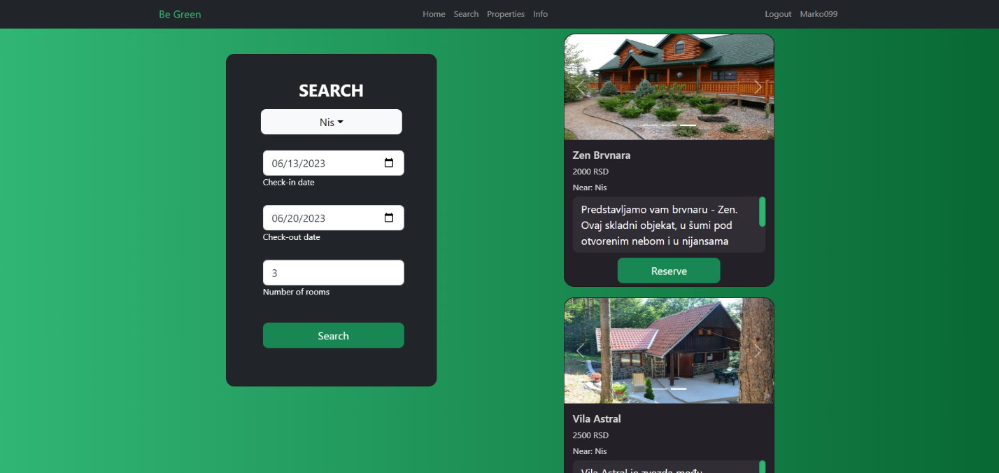 Be Green
Home Search Properties Info
Logout Marko099
SEARCH
Nis
06/13/2023
Check-in date
06/20/2023
Check-out date
3
Number of rooms
Search
Zen Brvnara
2000 RSD
Near: Nis
Predstavljamo vam brvnaru - Zen.
Ovaj skladni objekat, u šumi pod
otvorenim nebom i u nijansama
Reserve
Vila Astral
2500 RSD
Near: Nis
Vila Astral je zvezda među